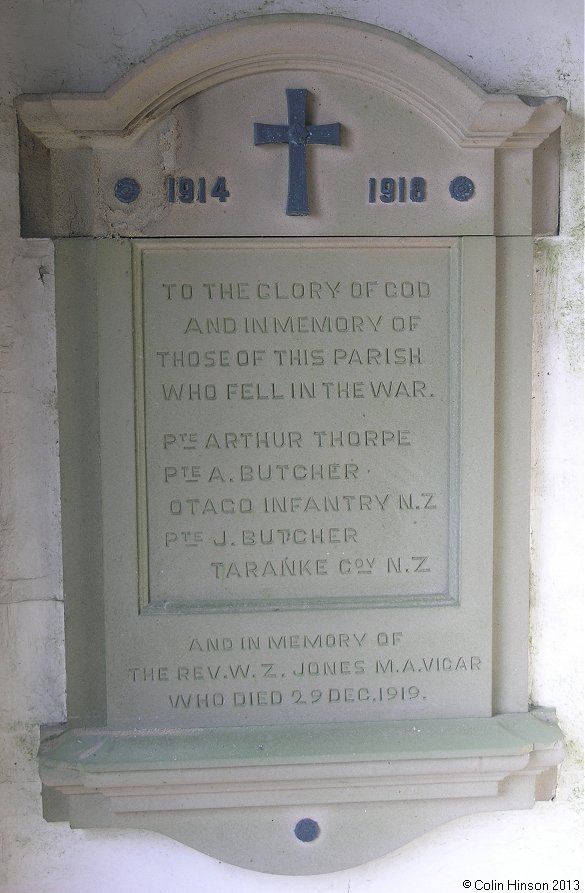 1914 1918
TO THE GLORY OF GOD
AND IN MEMORY OF
THOSE OF THIS PARISH
WHO FELL IN THE WAR.
PTE ARTHUR THORPE
PTE A. BUTCHER
OTAGO INFANTRY N.Z
PTE J. BUTCHER
TARANKE COY N.Z
AND IN MEMORY OF
THE REV. W. Z. JONES M.A. VICAR
WHO DIED 29 DEC. 1919.
© Colin Hinson 2013